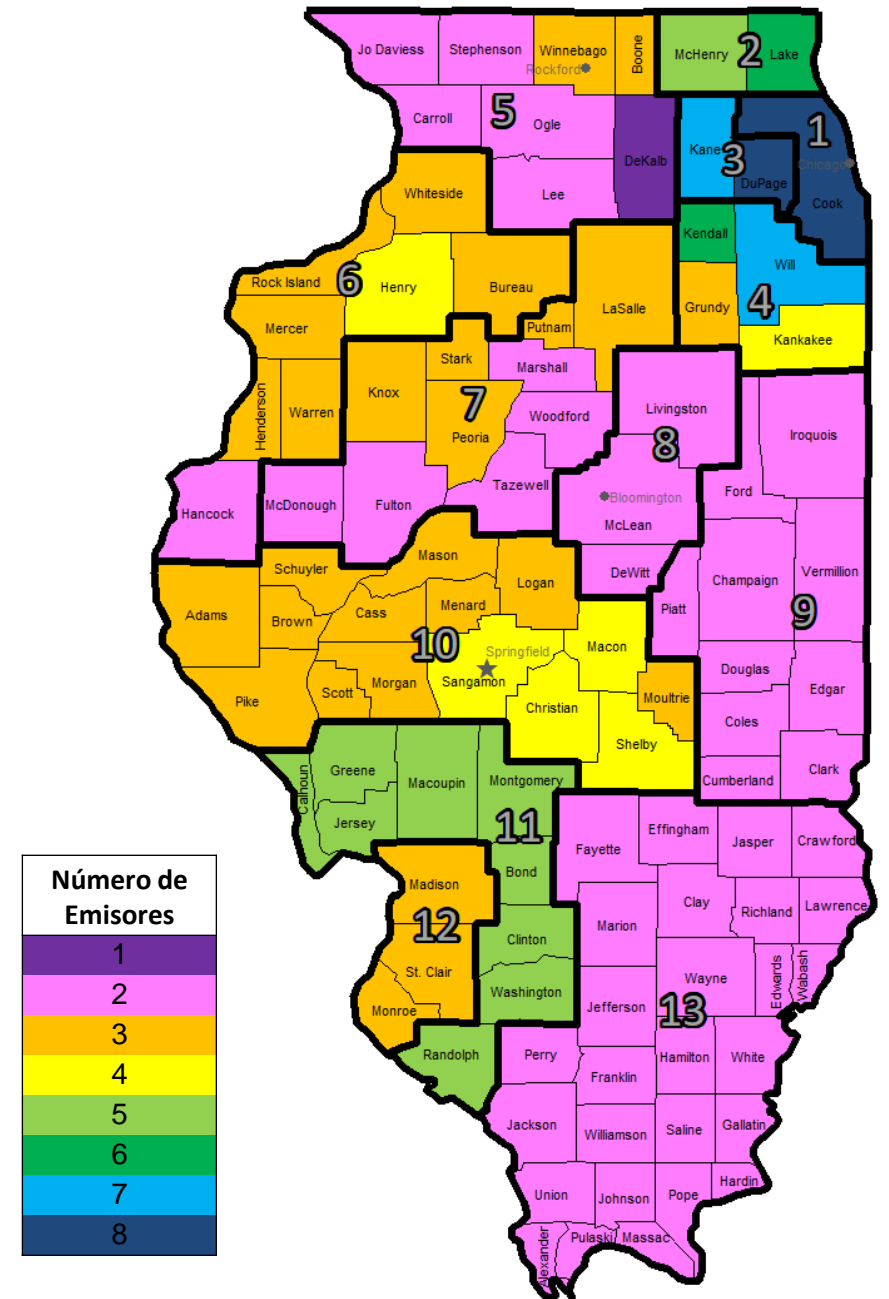 Jo Daviess
Stephenson
Winnebago
Boone
McHenry
2
Lake
Rockford
Carroll
5
Ogle
DeKalb
Kane
3
1
Chicago
DuPage
Cook
Whiteside
Lee
Kendall
Will
Rock Island
6
Henry
Bureau
LaSalle
Grundy
4
Mercer
Putnam
Kankakee
Stark
Marshall
Henderson
Warren
Knox
7
Peoria
Woodford
Livingston
8
Iroquois
Hancock
McDonough
Fulton
Tazewell
Bloomington
McLean
Ford
Schuyler
Mason
Logan
DeWitt
Champaign
Vermillion
Adams
Brown
Cass
Menard
Piatt
9
10
Springfield
Macon
Pike
Scott
Morgan
Sangamon
Christian
Moultrie
Douglas
Edgar
Shelby
Coles
Calhoun
Greene
Macoupin
Montgomery
Cumberland
Clark
Jersey
11
Fayette
Effingham
Jasper
Crawford
Madison
Bond
Clay
Richland
Lawrence
12
Clinton
Marion
St. Clair
Wayne
Edwards
Wabash
Monroe
Washington
Jefferson
13
Randolph
Perry
Franklin
Hamilton
White
Jackson
Williamson
Saline
Gallatin
Union
Johnson
Pope
Hardin
Alexander
Pulaski
Massac
Número de
Emisores
1
2
3
4
5
6
7
8